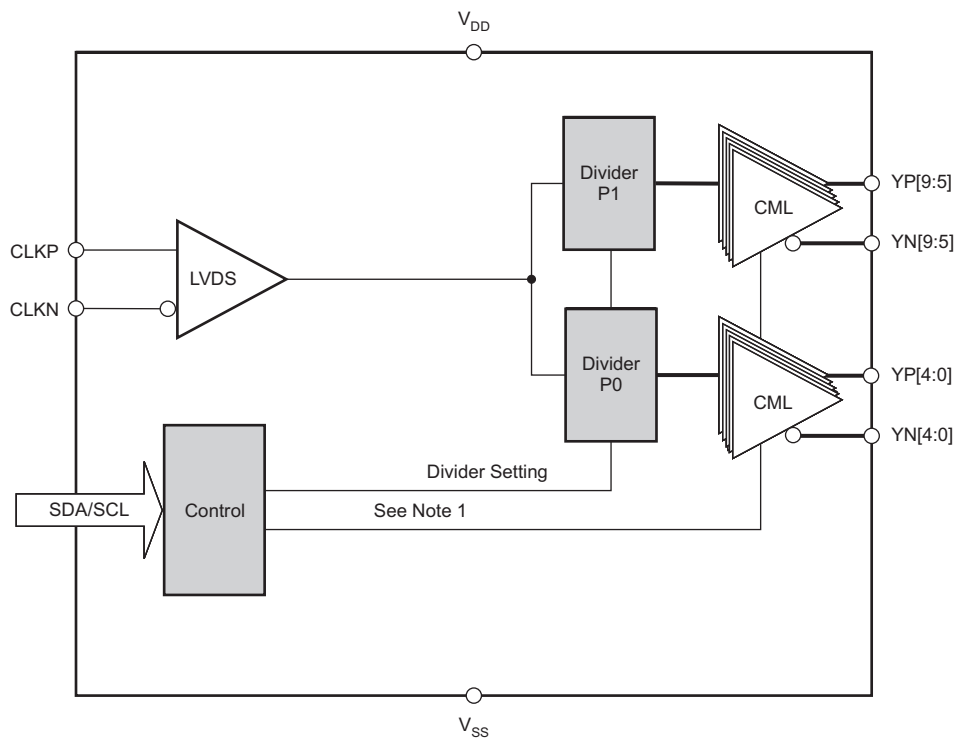 V_DD
Divider
P1
CML
YP[9:5]
YN[9:5]
CLKP
LVDS
CLKN
Divider
P0
CML
YP[4:0]
YN[4:0]
Divider Setting
SDA/SCL
Control
See Note 1
V_SS